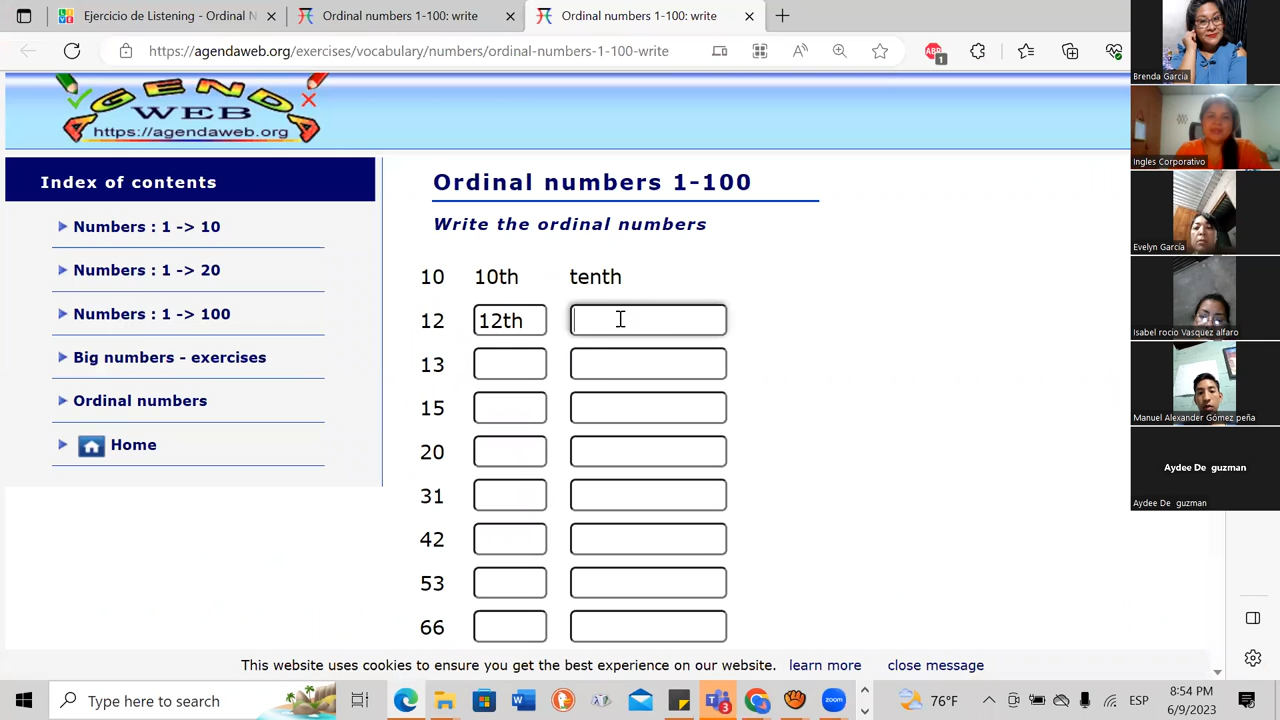 Ejercico de Listening - Ordinal N
Ordinal numbers 1-100: write
Ordinal numbers 1-100: write
https://agendaweb.org/exercises/vocabulary/numbers/ordinal-numbers-1-100-write
ABP
1
AGENDA
WEB
https://agendaweb.org
Index of contents
Numbers : 1 -> 10
Numbers : 1 -> 20
Numbers : 1 -> 100
Big numbers - exercises
Ordinal numbers
Home
Ordinal numbers 1-100
Write the ordinal numbers
10 10th tenth
12 12th
13
15
20
31
42
53
66
This website uses cookies to ensure you get the best experience on our website. learn more close message
Brenda Garcia
Ingles Corporativo
Evelyn García
Isabel rocio Vasquez alfaro
Manuel Alexander Gómez peña
Aydee De guzman
Aydee De guzman
Type here to search
3
zoom
76°F
ESP
8:54 PM
6/9/2023